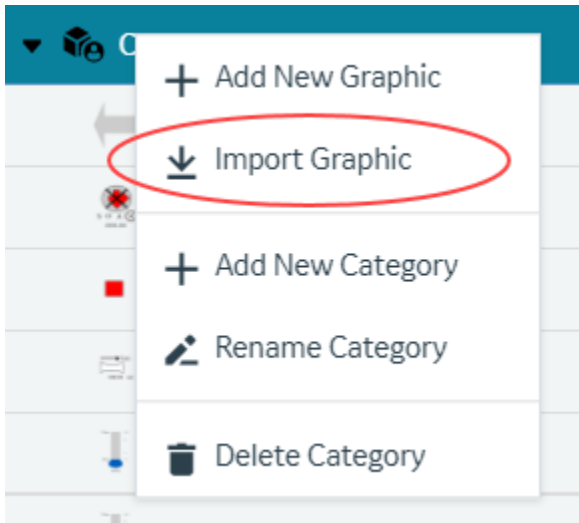 Add New Graphic
Import Graphic
Add New Category
Rename Category
Delete Category